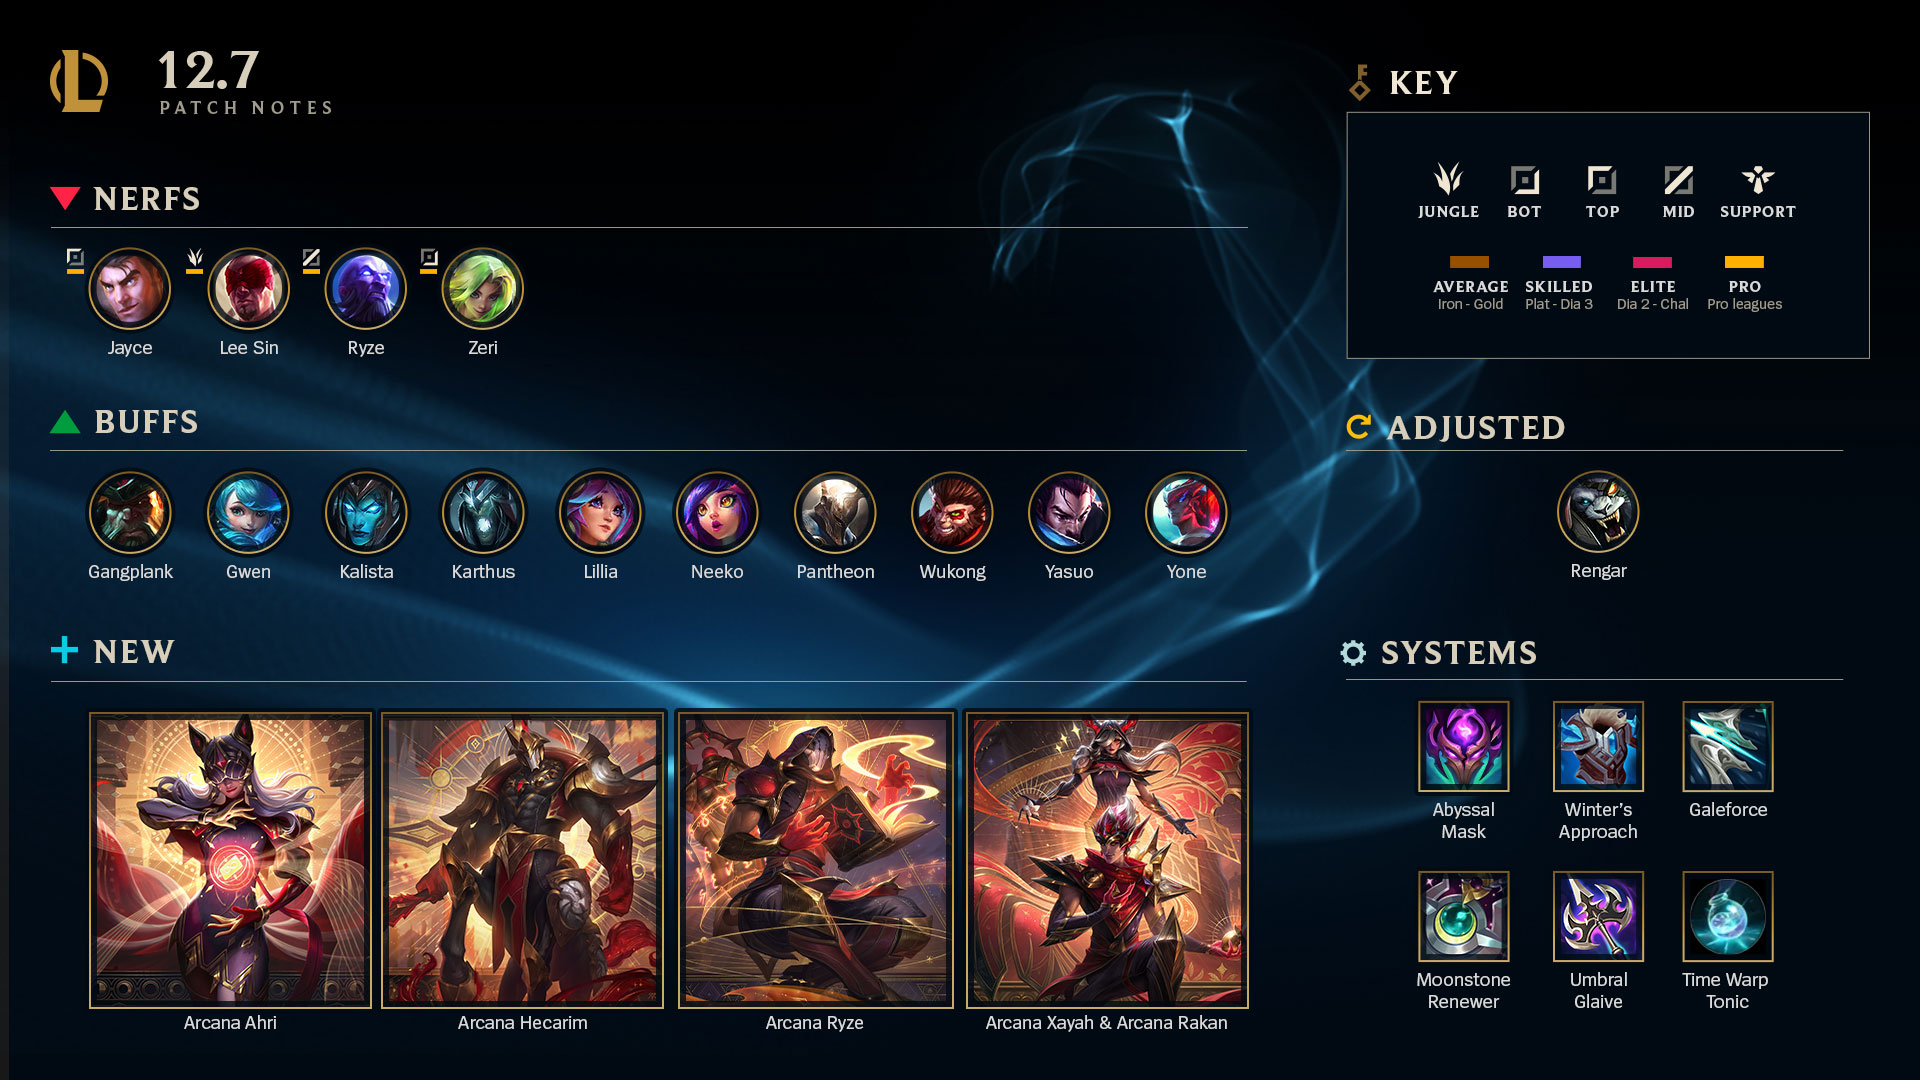 12.7
PATCH NOTES
NERFS
Jayce
Lee Sin
Ryze
Zeri
BUFFS
Gangplank
Gwen
Kalista
Karthus
Lillia
Neeko
Pantheon
Wukong
Yasuo
Yone
NEW
Arcana Ahri
Arcana Hecarim
Arcana Ryze
Arcana Xayah & Arcana Rakan
KEY
JUNGLE
BOT
TOP
MID
SUPPORT
AVERAGE
Iron - Gold
SKILLED
Plat - Dia 3
ELITE
Dia 2 - Chal
PRO
Pro leagues
ADJUSTED
Rengar
SYSTEMS
Abyssal
Mask
Winter's
Approach
Galeforce
Moonstone
Renewer
Umbral
Glaive
Time Warp
Tonic